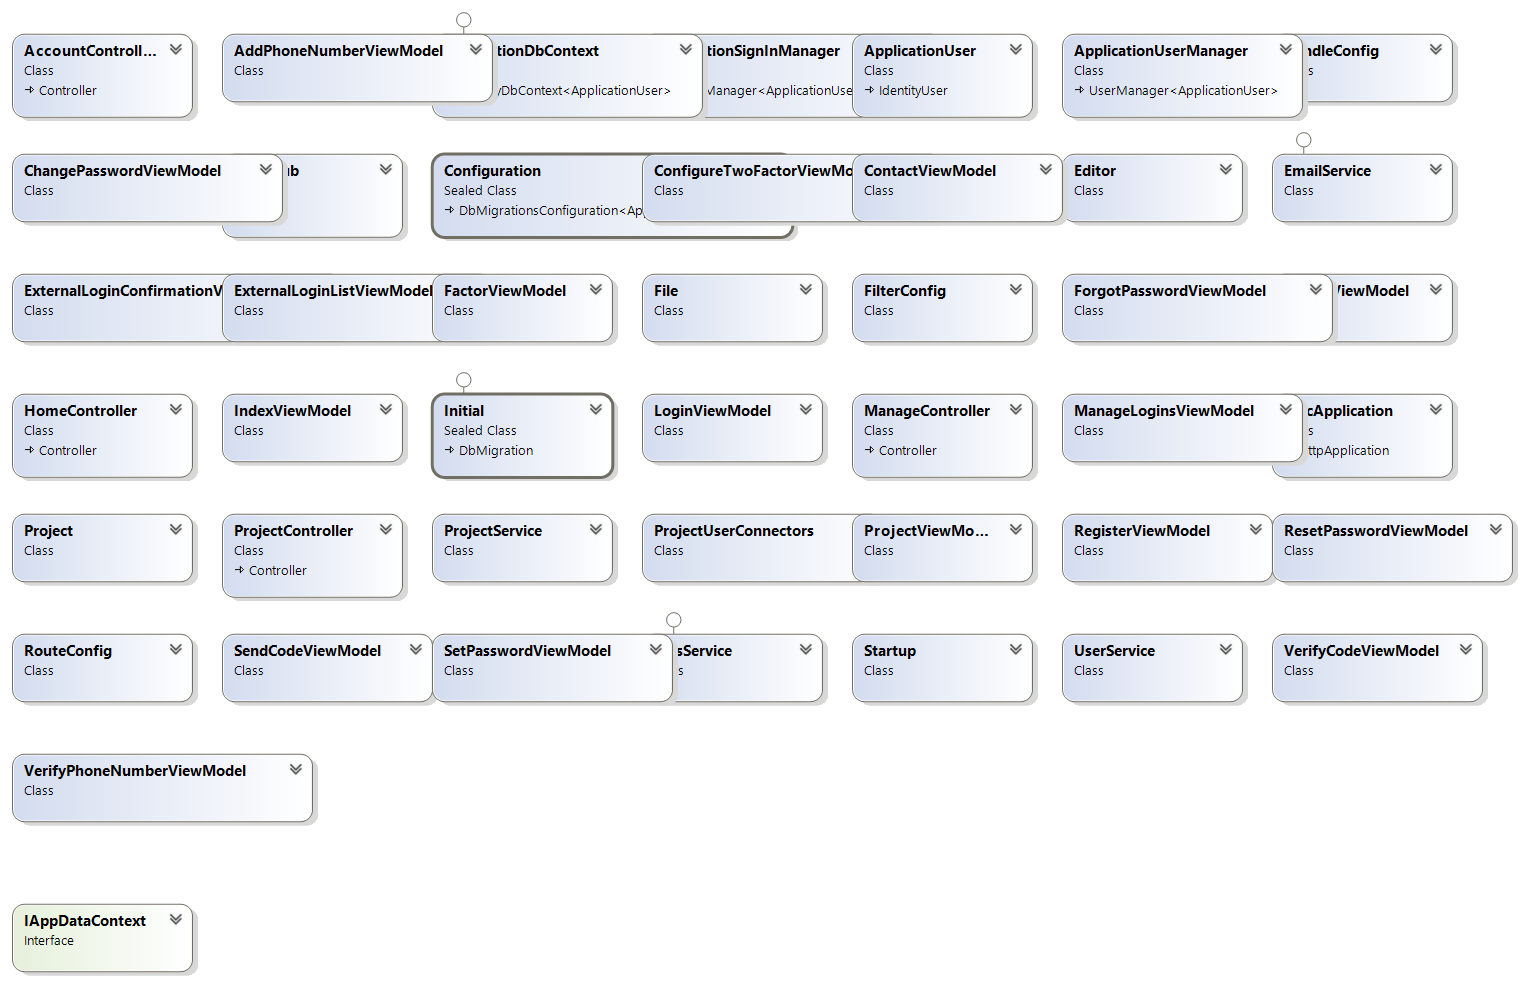 AccountControll...
Class
Controller
AddPhoneNumberViewModel
Class
tionDbContext
yDbContext<ApplicationUser>
tionSignInManager
Manager<ApplicationUse
ApplicationUser
Class
IdentityUser
ApplicationUserManager
Class
UserManager<ApplicationUser>
ndleConfig
s
ChangePasswordViewModel
Class
ub
Configuration
Sealed Class
DbMigrationsConfiguration<Ap
ConfigureTwoFactorViewMo
Class
ContactViewModel
Class
Editor
Class
EmailService
Class
ExternalLoginConfirmationV
Class
ExternalLoginListViewModel
Class
FactorViewModel
Class
File
Class
FilterConfig
Class
ForgotPasswordViewModel
Class
ViewModel
HomeController
Class
Controller
IndexViewModel
Class
Initial
Sealed Class
DbMigration
LoginViewModel
Class
ManageController
Class
Controller
ManageLoginsViewModel
Class
cApplication
s
ttpApplication
Project
Class
ProjectController
Class
Controller
ProjectService
Class
ProjectUserConnectors
Class
ProjectViewMo...
Class
RegisterViewModel
Class
ResetPasswordViewModel
Class
RouteConfig
Class
SendCodeViewModel
Class
SetPasswordViewModel
Class
sService
s
Startup
Class
UserService
Class
VerifyCodeViewModel
Class
VerifyPhoneNumberViewModel
Class
IAppDataContext
Interface